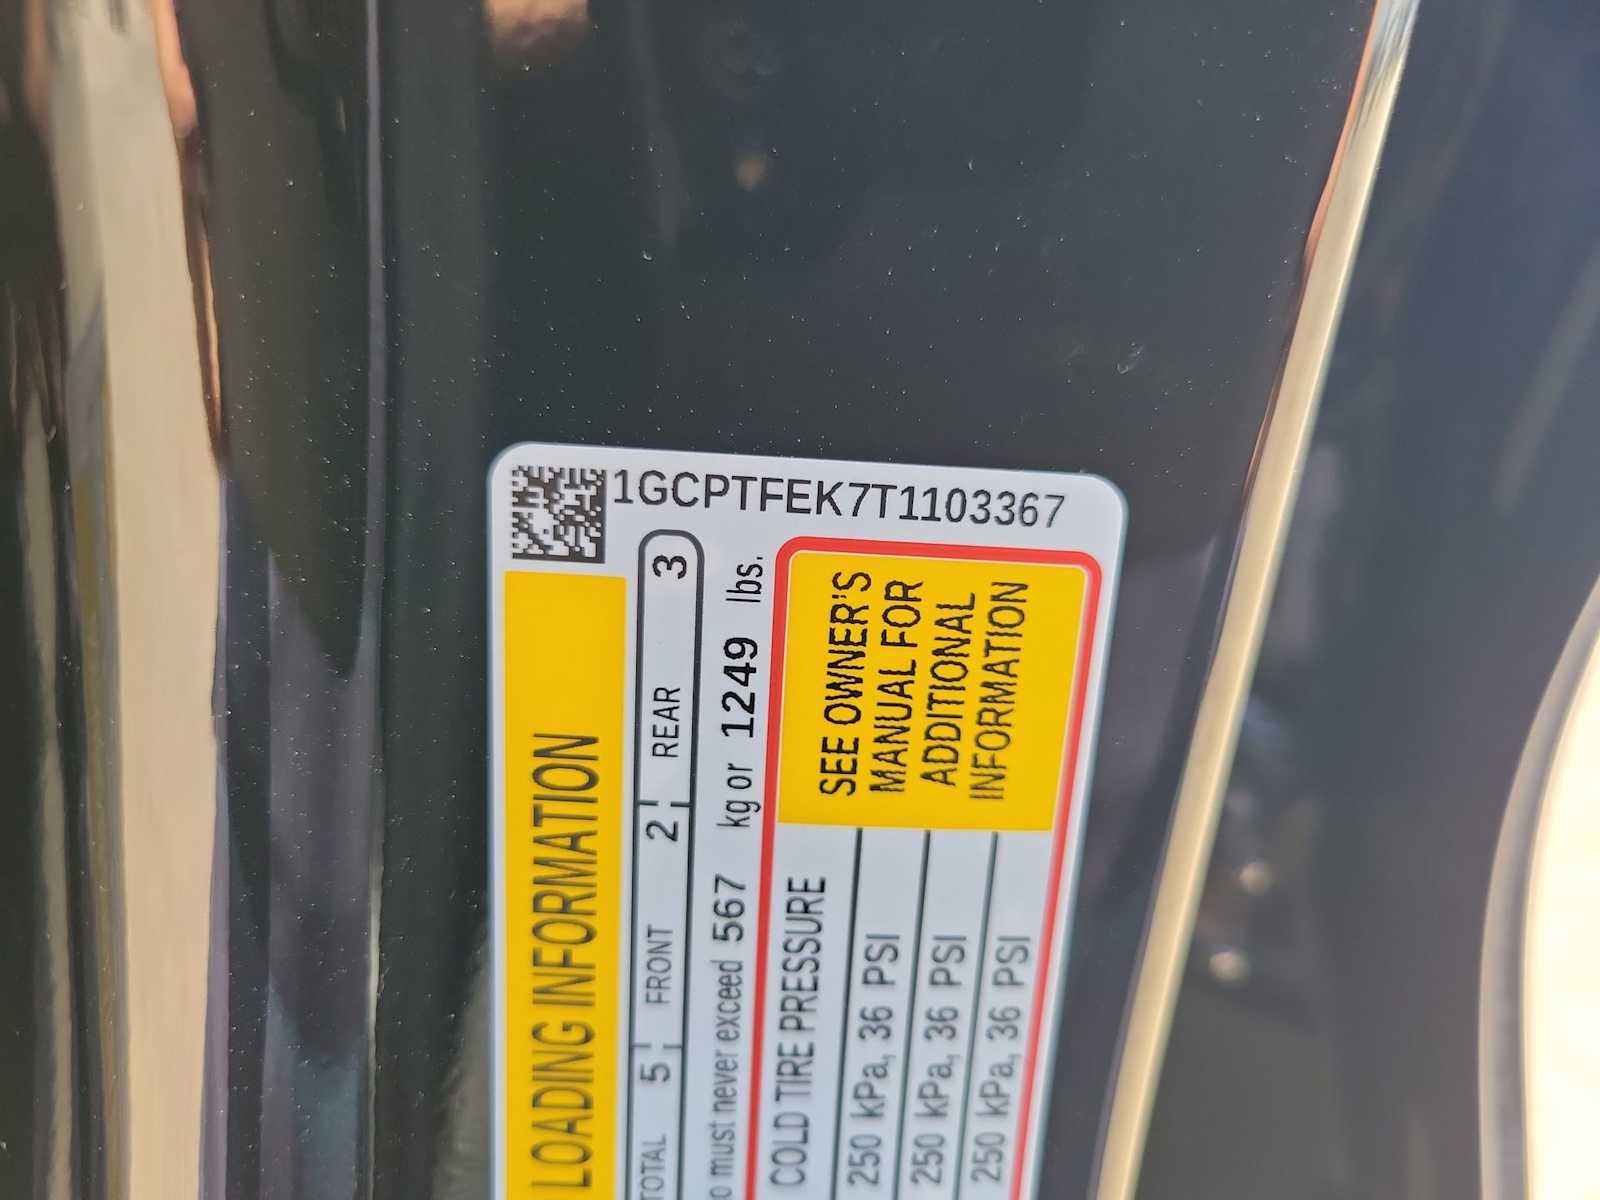 1GCPTFEK7T1103367
LOADING INFORMATION
TOTAL 5 FRONT 2 REAR 3
must never exceed 567 kg or 1249 lbs.
COLD TIRE PRESSURE
250 kPa, 36 PSI
250 kPa, 36 PSI
250 kPa, 36 PSI
SEE OWNER'S
MANUAL FOR
ADDITIONAL
INFORMATION